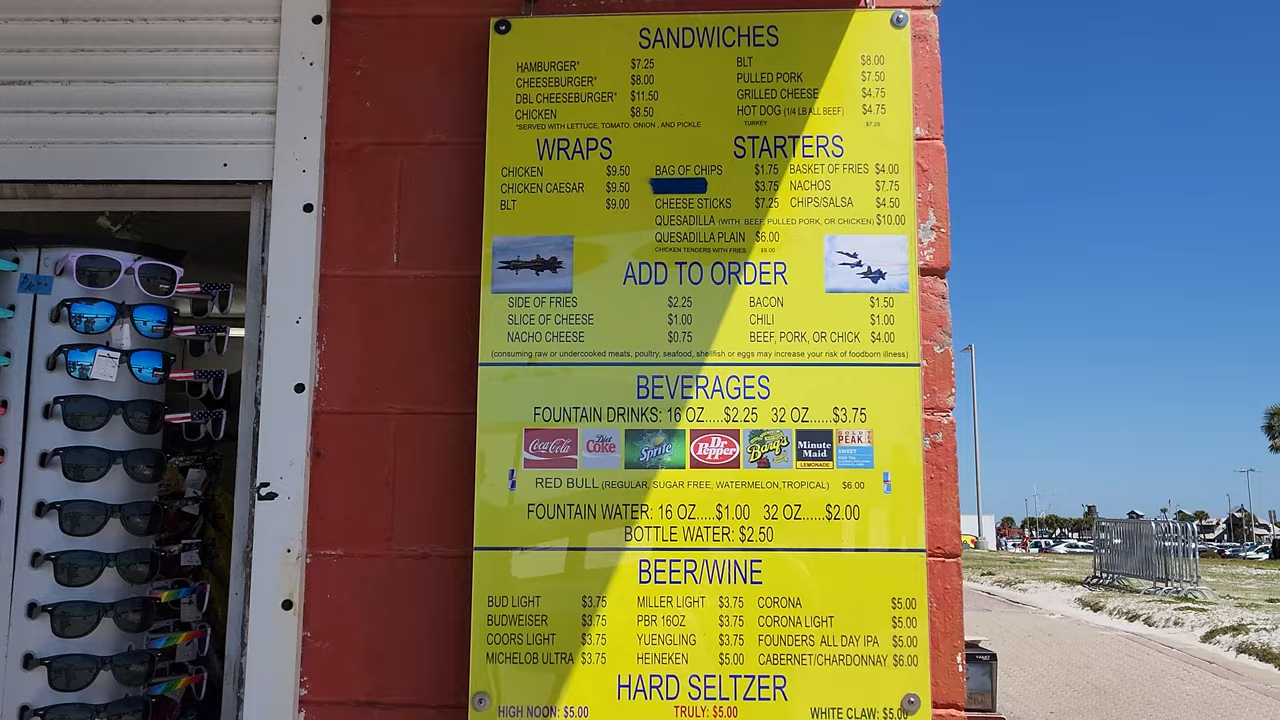 SANDWICHES
HAMBURGER* $7.25 BLT $8.00
CHEESEBURGER* $8.00 PULLED PORK $7.50
DBL CHEESEBURGER* $11.50 GRILLED CHEESE $4.75
CHICKEN $8.50 HOT DOG (1/4 LB ALL BEEF) $4.75
*SERVED WITH LETTUCE, TOMATO. ONION , AND PICKLE TURKEY $7.25
WRAPS STARTERS
CHICKEN $9.50 BAG OF CHIPS $1.75 BASKET OF FRIES $4.00
CHICKEN CAESAR $9.50 $3.75 NACHOS $7.75
BLT $9.00 CHEESE STICKS $7.25 CHIPS/SALSA $4.50
QUESADILLA (WITH BEEF, PULLED PORK, OR CHICKEN) $10.00
QUESADILLA PLAIN $6.00
CHICKEN TENDERS WITH FRIES $9.00
ADD TO ORDER
SIDE OF FRIES $2.25 BACON $1.50
SLICE OF CHEESE $1.00 CHILI $1.00
NACHO CHEESE $0.75 BEEF, PORK, OR CHICK $4.00
(consuming raw or undercooked meats, poultry, seafood, shellfish or eggs may increase your risk of foodborn illness)
BEVERAGES
FOUNTAIN DRINKS: 16 OZ.....$2.25 32 OZ......$3.75
Coca-Cola Diet Coke Sprite Dr Pepper Barq's Minute Maid LEMONADE GOLD PEAK SWEET
RED BULL (REGULAR, SUGAR FREE, WATERMELON,TROPICAL) $6.00
FOUNTAIN WATER: 16 OZ.....$1.00 32 OZ......$2.00
BOTTLE WATER: $2.50
BEER/WINE
BUD LIGHT $3.75 MILLER LIGHT $3.75 CORONA $5.00
BUDWEISER $3.75 PBR 16OZ $3.75 CORONA LIGHT $5.00
COORS LIGHT $3.75 YUENGLING $3.75 FOUNDERS ALL DAY IPA $5.00
MICHELOB ULTRA $3.75 HEINEKEN $5.00 CABERNET/CHARDONNAY $6.00
HARD SELTZER
HIGH NOON: $5.00 TRULY: $5.00 WHITE CLAW: $5.00